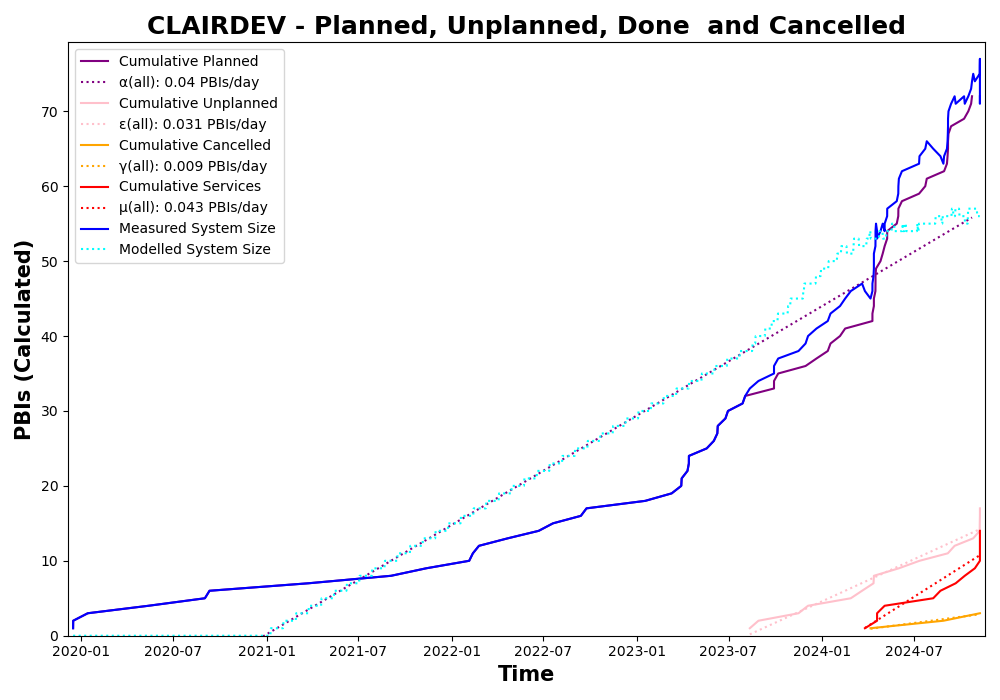 CLAIRDEV - Planned, Unplanned, Done  and Cancelled
Cumulative Planned
α(all): 0.04 PBIs/day
Cumulative Unplanned
ε(all): 0.031 PBIs/day
Cumulative Cancelled
γ(all): 0.009 PBIs/day
Cumulative Services
μ(all): 0.043 PBIs/day
Measured System Size
Modelled System Size
PBIs (Calculated)
70
60
50
40
30
20
10
0
2020-01 2020-07 2021-01 2021-07 2022-01 2022-07 2023-01 2023-07 2024-01 2024-07
Time